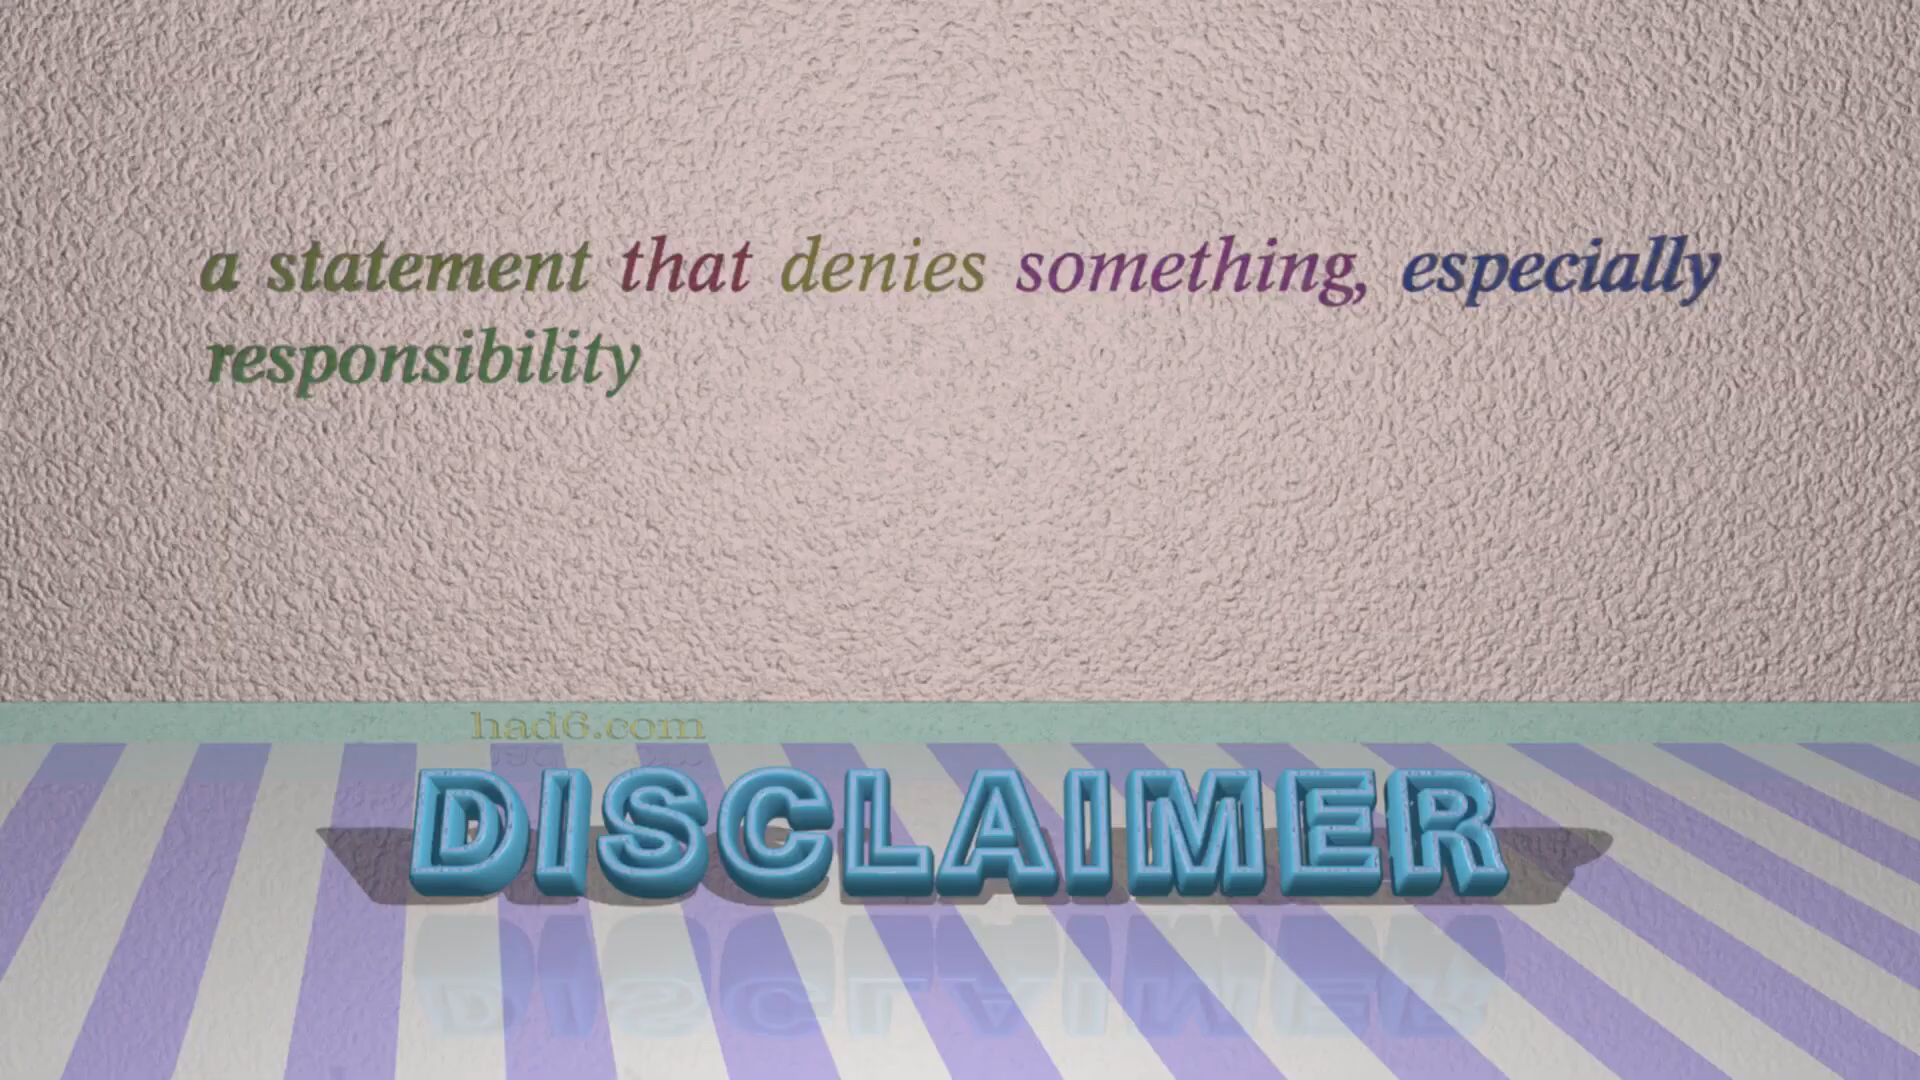 a statement that denies something, especially
responsibility
had6.com
DISCLAIMER